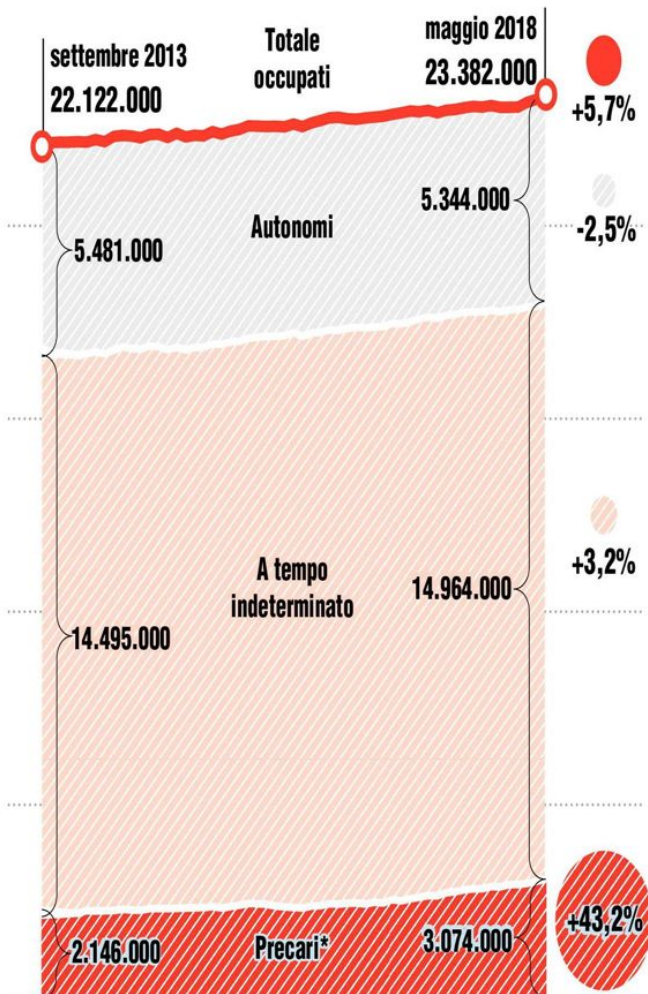 settembre 2013
22.122.000
Totale
occupati
maggio 2018
23.382.000
+5,7%
5.481.000
Autonomi
5.344.000
-2,5%
14.495.000
A tempo
indeterminato
14.964.000
+3,2%
2.146.000
Precari*
3.074.000
+43,2%